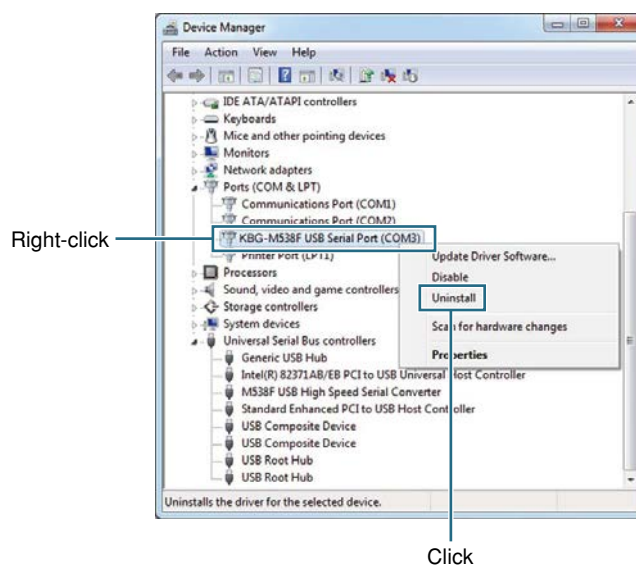 Device Manager
File Action View Help
IDE ATA/ATAPI controllers
Keyboards
Mice and other pointing devices
Monitors
Network adapters
Ports (COM & LPT)
Communications Port (COM1)
Communications Port (COM2)
Right-click
KBG-M538F USB Serial Port (COM3)
Printer Port (LPT1)
Update Driver Software...
Processors
Disable
Sound, video and game controllers
Uninstall
Storage controllers
System devices
Scan for hardware changes
Universal Serial Bus controllers
Generic USB Hub
Properties
Intel(R) 82371AB/EB PCI to USB Universal Host Controller
M538F USB High Speed Serial Converter
Standard Enhanced PCI to USB Host Controller
USB Composite Device
USB Composite Device
USB Root Hub
USB Root Hub
Uninstalls the driver for the selected device.
Click